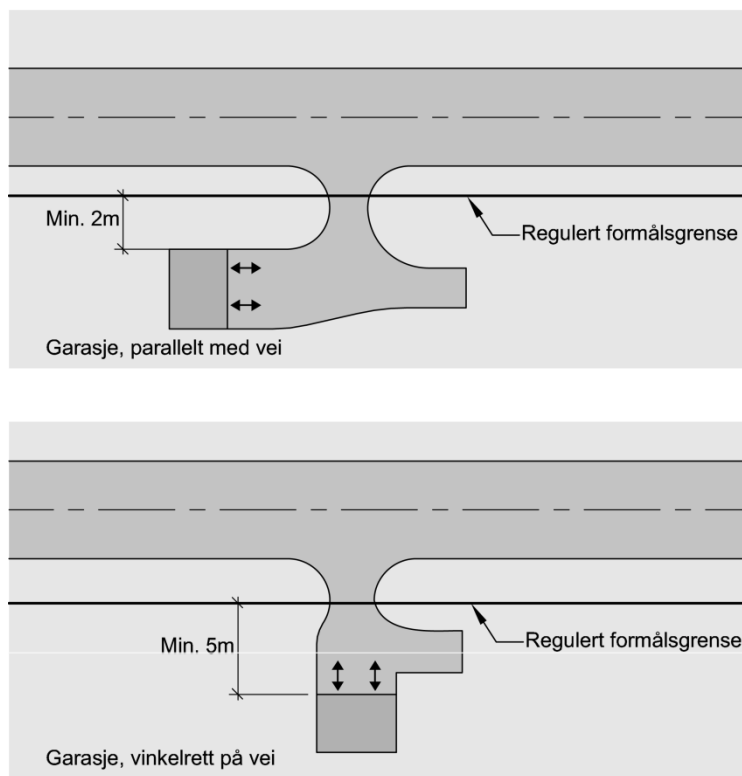 Min. 2m
Regulert formålsgrense
Garasje, parallelt med vei
Regulert formålsgrense
Min. 5m
Garasje, vinkelrett på vei